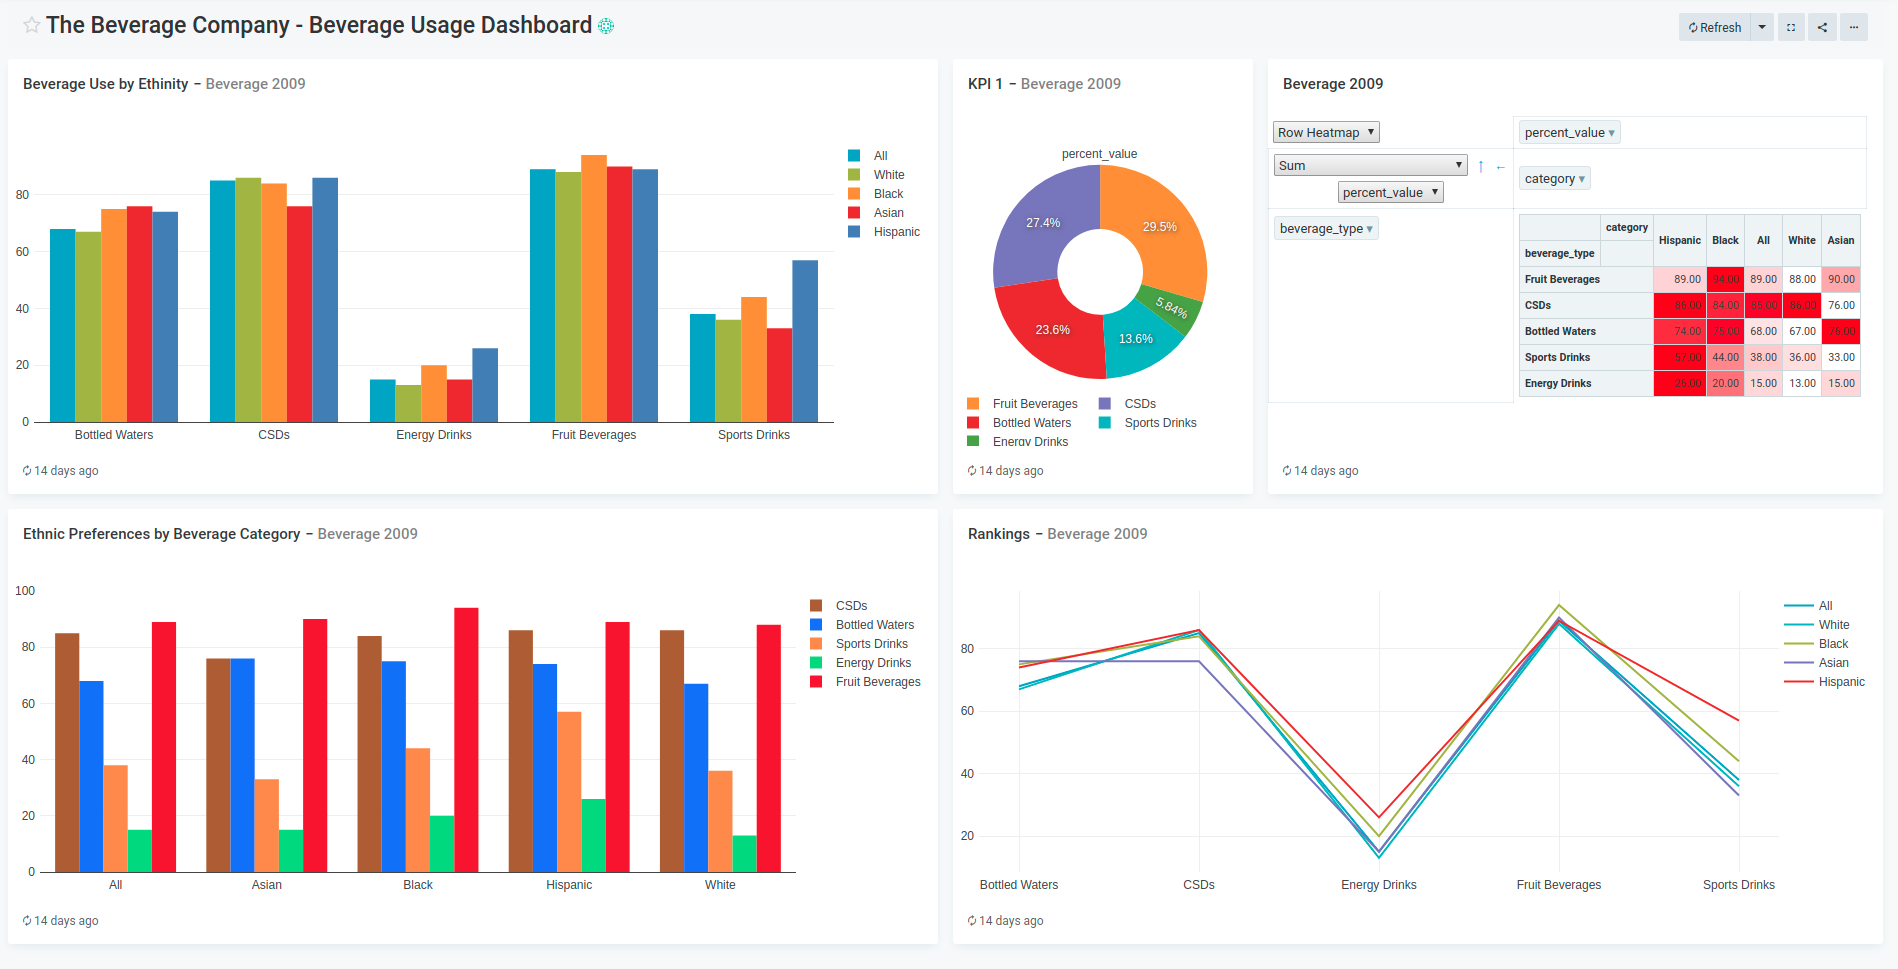 The Beverage Company - Beverage Usage Dashboard
Refresh
Beverage Use by Ethinity – Beverage 2009
80
60
40
20
0
Bottled Waters CSDs Energy Drinks Fruit Beverages Sports Drinks
All
White
Black
Asian
Hispanic
14 days ago
KPI 1 – Beverage 2009
percent_value
27.4% 29.5%
5.84%
23.6% 13.6%
Fruit Beverages CSDs
Bottled Waters Sports Drinks
Energy Drinks
14 days ago
Beverage 2009
Row Heatmap ▼ percent_value ▾
Sum ▼ ↑ ← category ▾
percent_value ▼
beverage_type ▾
category Hispanic Black All White Asian
beverage_type
Fruit Beverages 89.00 94.00 89.00 88.00 90.00
CSDs 86.00 84.00 85.00 86.00 76.00
Bottled Waters 74.00 75.00 68.00 67.00 76.00
Sports Drinks 57.00 44.00 38.00 36.00 33.00
Energy Drinks 26.00 20.00 15.00 13.00 15.00
14 days ago
Ethnic Preferences by Beverage Category – Beverage 2009
100
80
60
40
20
0
All Asian Black Hispanic White
CSDs
Bottled Waters
Sports Drinks
Energy Drinks
Fruit Beverages
14 days ago
Rankings – Beverage 2009
80
60
40
20
Bottled Waters CSDs Energy Drinks Fruit Beverages Sports Drinks
All
White
Black
Asian
Hispanic
14 days ago